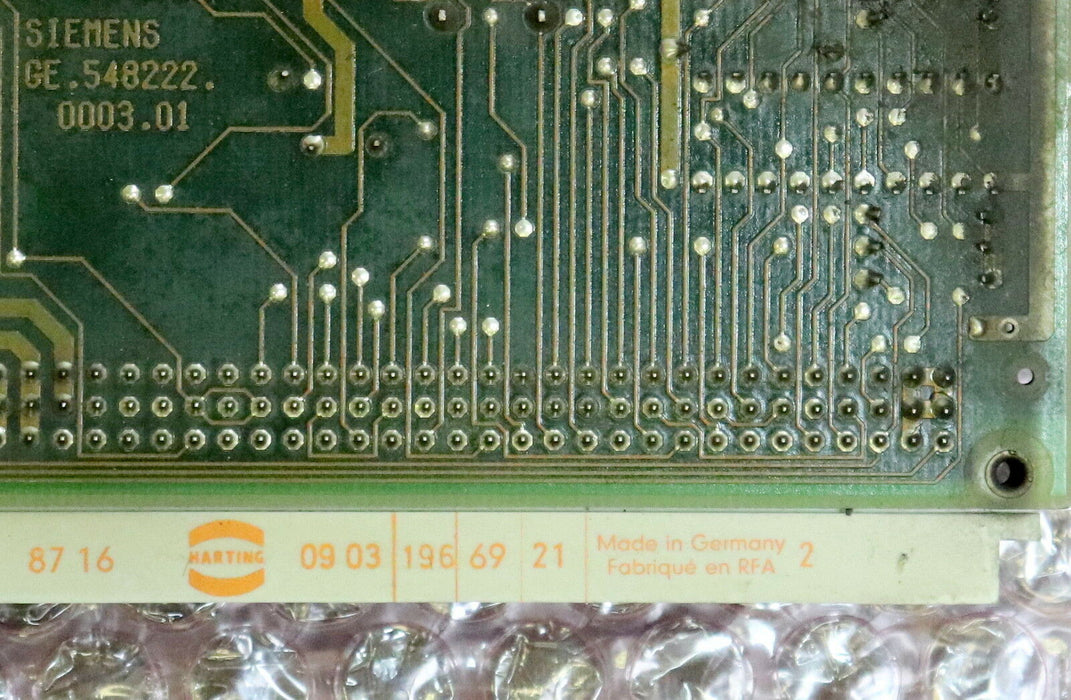 SIEMENS
GE.548222.
0003.01
87 16 HARTING 09 03 196 69 21 Made in Germany 2
Fabriqué en RFA